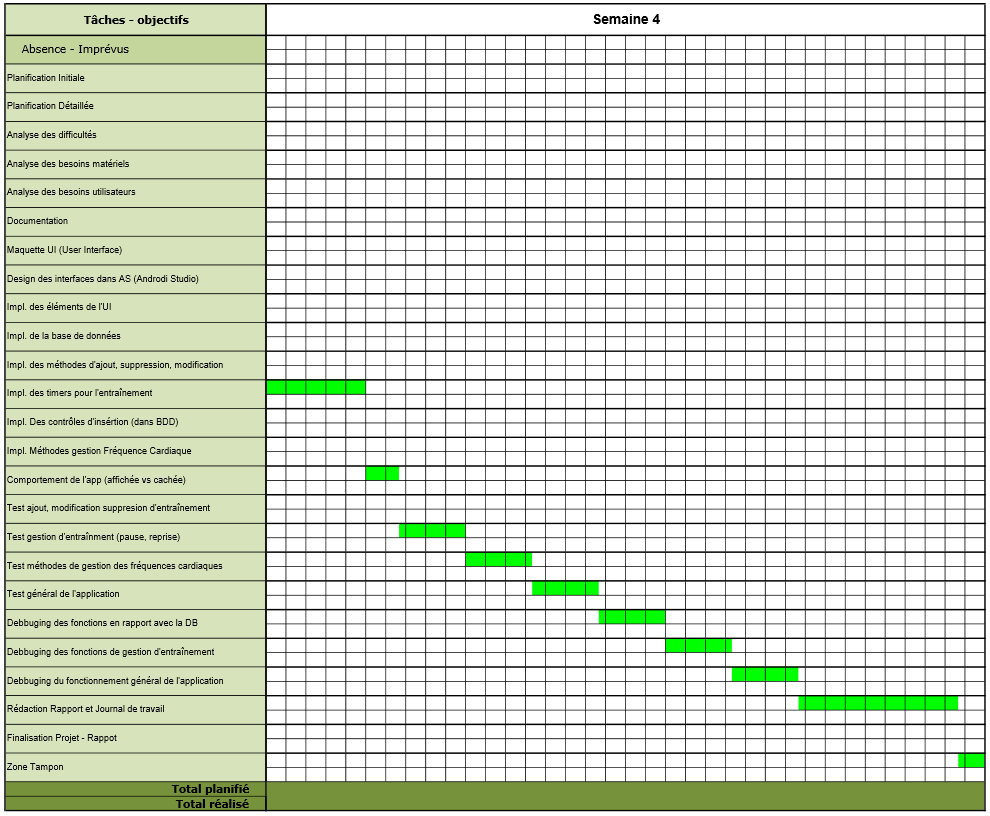 Tâches - objectifs
Semaine 4
Absence - Imprévus
Planification Initiale
Planification Détaillée
Analyse des difficultés
Analyse des besoins matériels
Analyse des besoins utilisateurs
Documentation
Maquette UI (User Interface)
Design des interfaces dans AS (Androdi Studio)
Impl. des éléments de l'UI
Impl. de la base de données
Impl. des méthodes d'ajout, suppression, modification
Impl. des timers pour l'entraînement
Impl. Des contrôles d'insértion (dans BDD)
Impl. Méthodes gestion Fréquence Cardiaque
Comportement de l'app (affichée vs cachée)
Test ajout, modification suppresion d'entraînement
Test gestion d'entraînment (pause, reprise)
Test méthodes de gestion des fréquences cardiaques
Test général de l'application
Debbuging des fonctions en rapport avec la DB
Debbuging des fonctions de gestion d'entraînement
Debbuging du fonctionnement général de l'application
Rédaction Rapport et Journal de travail
Finalisation Projet - Rappot
Zone Tampon
Total planifié
Total réalisé